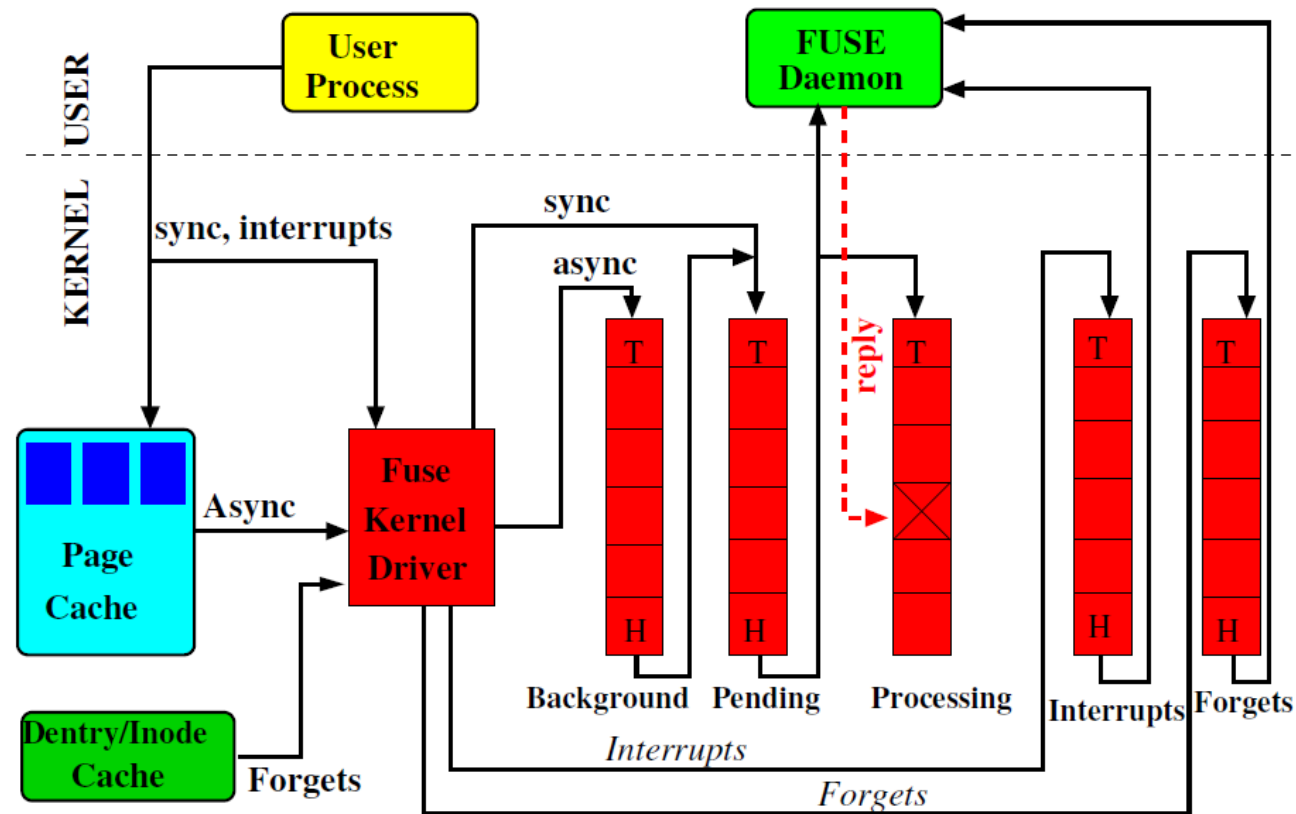 User
Process
FUSE
Daemon
USER
KERNEL
sync, interrupts
sync
async
reply
T
T
T
T
T
Async
Fuse
Kernel
Driver
Page
Cache
H
H
H
H
Background
Pending
Processing
Interrupts
Forgets
Dentry/Inode
Cache
Forgets
Interrupts
Forgets